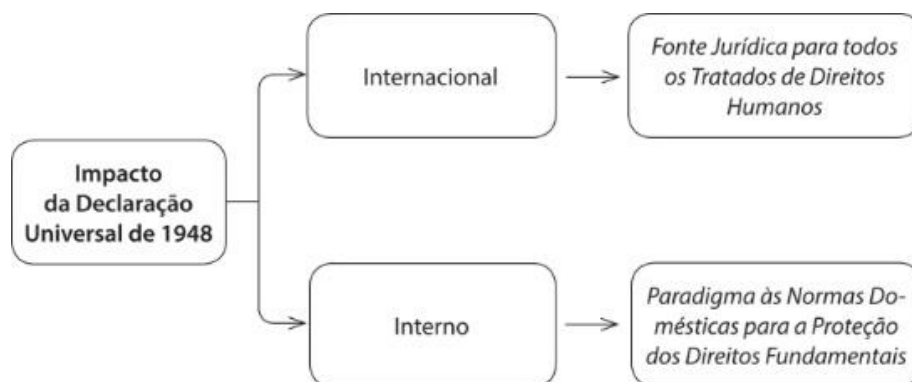 Impacto
da Declaração
Universal de 1948
Internacional
Fonte Jurídica para todos
os Tratados de Direitos
Humanos
Interno
Paradigma às Normas Do-
mésticas para a Proteção
dos Direitos Fundamentais